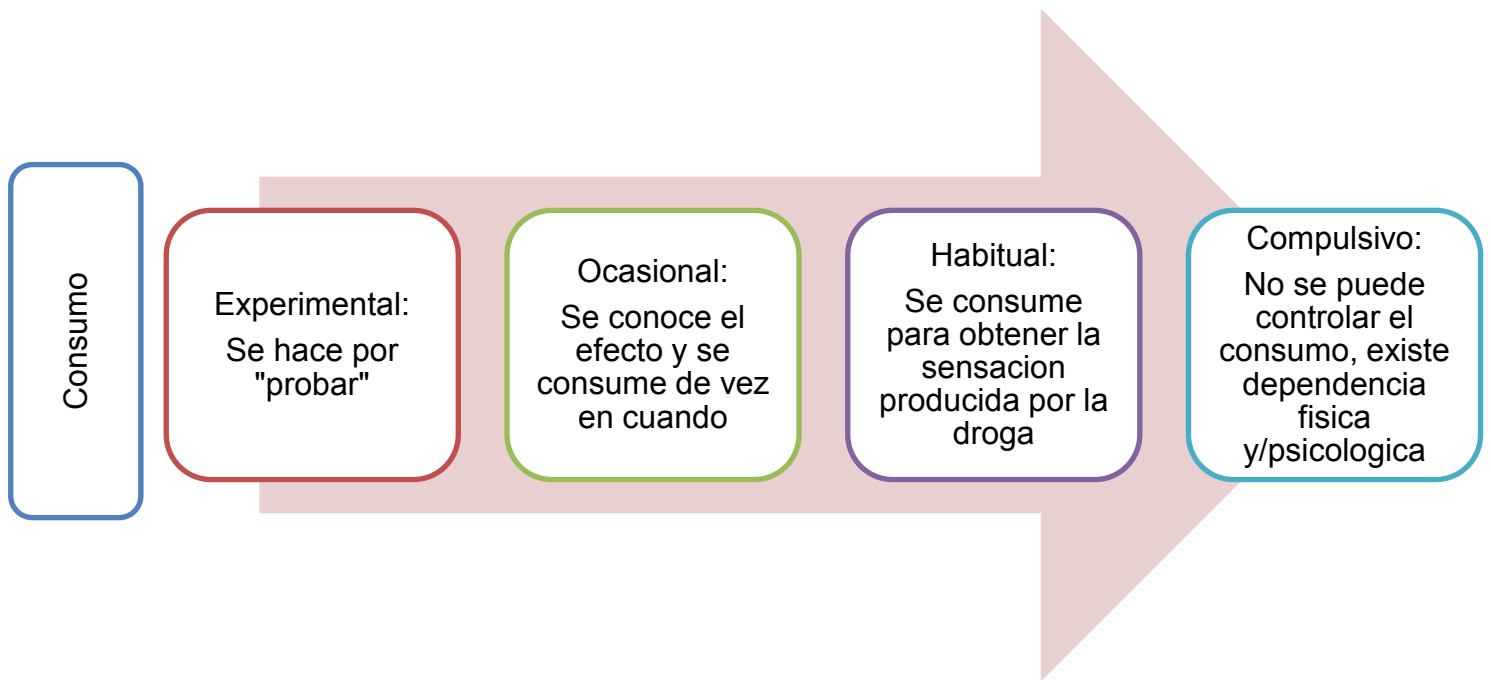 Consumo
Experimental:
Se hace por
"probar"
Ocasional:
Se conoce el
efecto y se
consume de vez
en cuando
Habitual:
Se consume
para obtener la
sensacion
producida por la
droga
Compulsivo:
No se puede
controlar el
consumo, existe
dependencia
fisica
y/psicologica